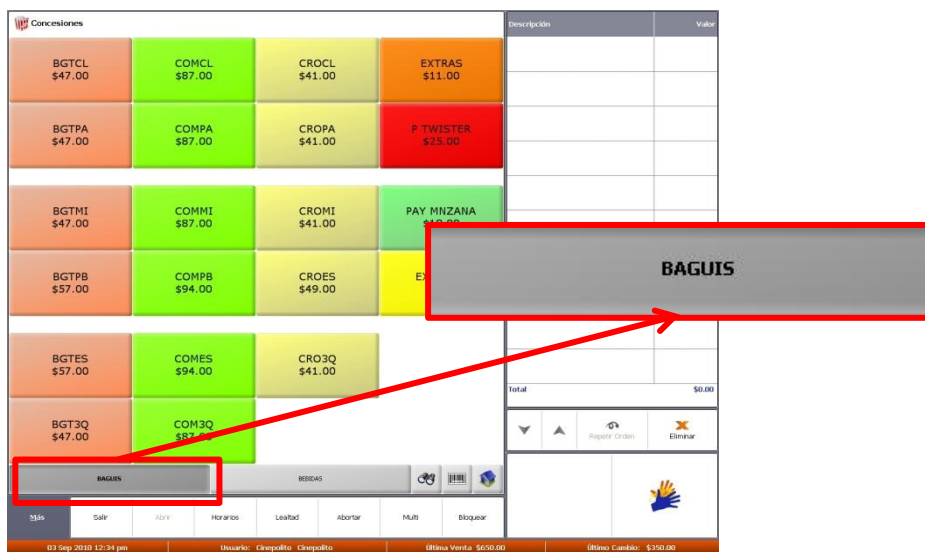 Concesiones
Descripción Valor
BGTCL COMCL CROCL EXTRAS
$47.00 $87.00 $41.00 $11.00
BGTPA COMPA CROPA P TWISTER
$47.00 $87.00 $41.00 $25.00
BGTMI COMMI CROMI PAY MNZANA
$47.00 $87.00 $41.00
BGTPB COMPB CROES
$57.00 $94.00 $49.00
BAGUIS
BGTES COMES CRO3Q
$57.00 $94.00 $41.00
Total $0.00
BGT3Q COM3Q
$47.00 $87.00
Repetir Orden Eliminar
BAGUIS BEBIDAS
Más Salir Abrir Horarios Lealtad Abortar Multi Bloquear
03 Sep 2010 12:34 pm Usuario: Cinepolito Cinepolito Última Venta $650.00 Último Cambio: $350.00